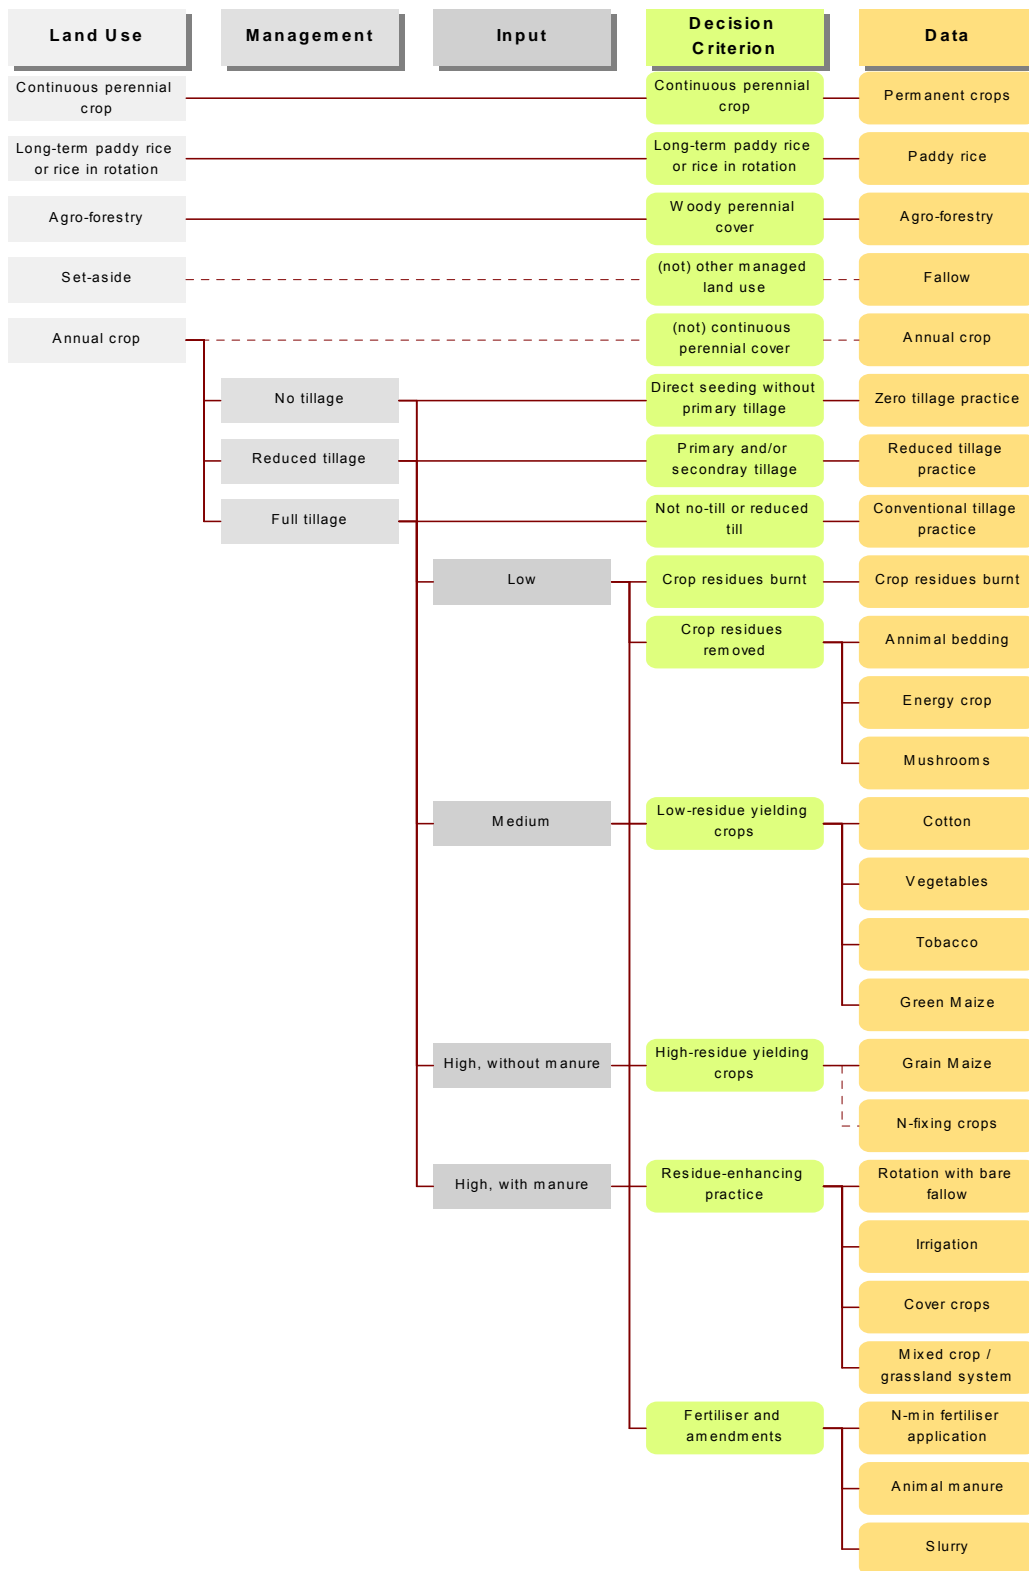 Land Use
Management
Input
Decision
Criterion
Data
Continuous perennial
crop
Continuous perennial
crop
Permanent crops
Long-term paddy rice
or rice in rotation
Long-term paddy rice
or rice in rotation
Paddy rice
Agro-forestry
Woody perennial
cover
Agro-forestry
Set-aside
(not) other managed
land use
Fallow
Annual crop
(not) continuous
perennial cover
Annual crop
No tillage
Direct seeding without
primary tillage
Zero tillage practice
Reduced tillage
Primary and/or
secondray tillage
Reduced tillage
practice
Full tillage
Not no-till or reduced
till
Conventional tillage
practice
Low
Crop residues burnt
Crop residues burnt
Crop residues
removed
Annimal bedding
Energy crop
Mushrooms
Medium
Low-residue yielding
crops
Cotton
Vegetables
Tobacco
Green Maize
High, without manure
High-residue yielding
crops
Grain Maize
N-fixing crops
High, with manure
Residue-enhancing
practice
Rotation with bare
fallow
Irrigation
Cover crops
Mixed crop /
grassland system
Fertiliser and
amendments
N-min fertiliser
application
Animal manure
Slurry